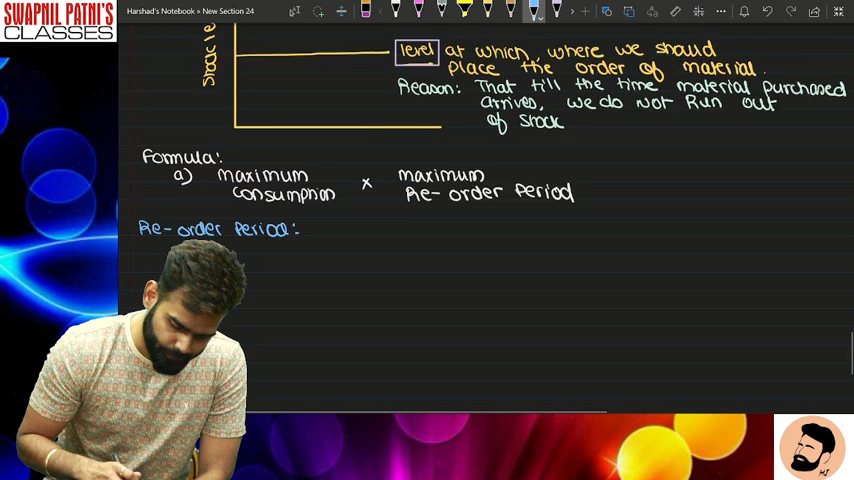 SWAPNIL PATNI'S
CLASSES
Harshad's Notebook » New Section 24
Stock le
level at which, where we should
place the order of material.
Reason: That till the time material purchased
arrives, we do not Run out
of stock
Formula:
a) maximum consumption x maximum Re-order Period
Re-order Period:
HJ